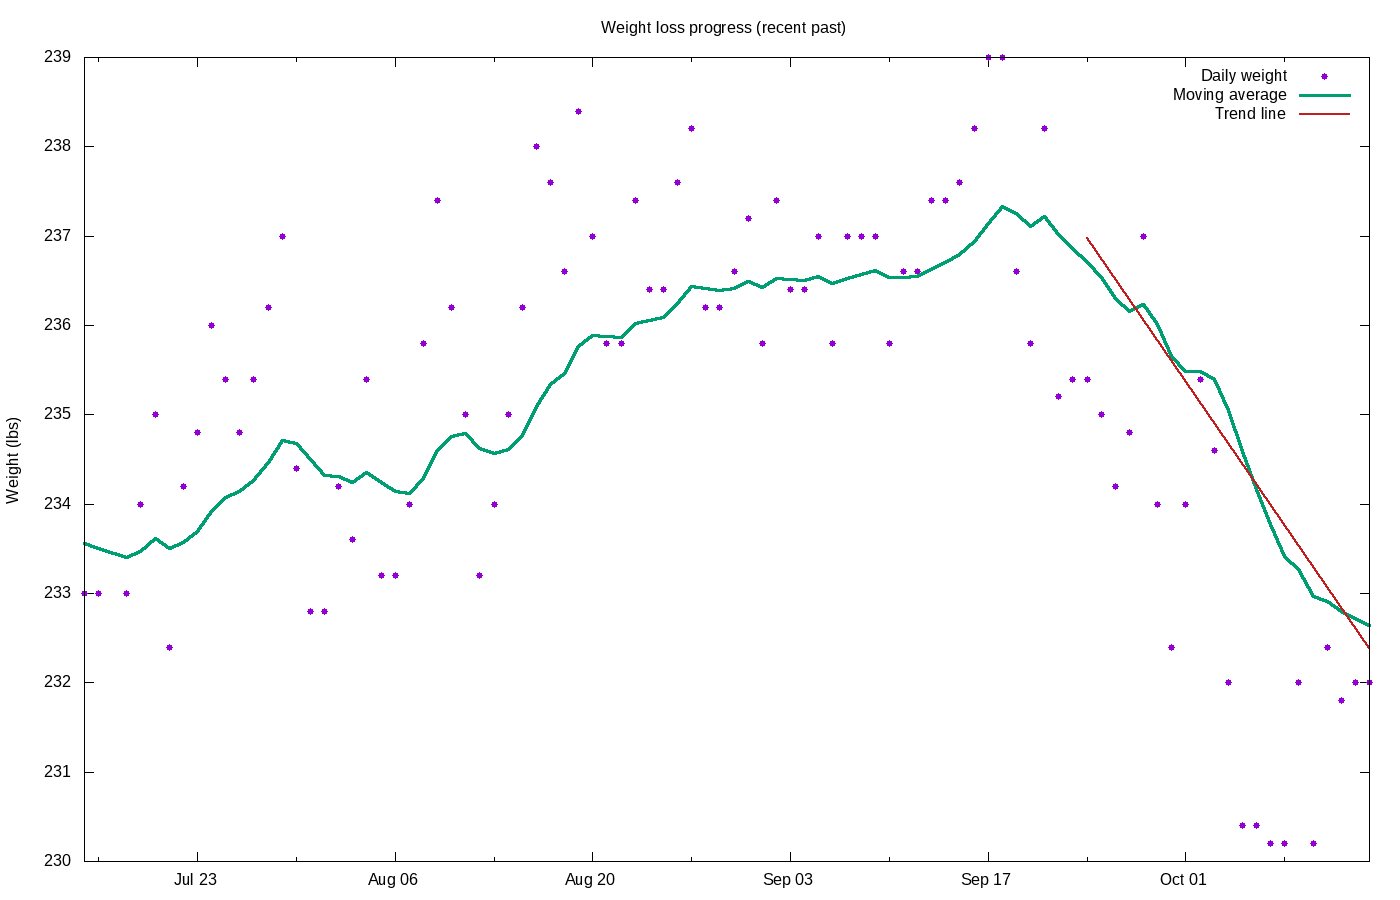 Weight loss progress (recent past)
239
238
237
236
235
234
233
232
231
230
Weight (lbs)
Daily weight
Moving average
Trend line
Jul 23
Aug 06
Aug 20
Sep 03
Sep 17
Oct 01